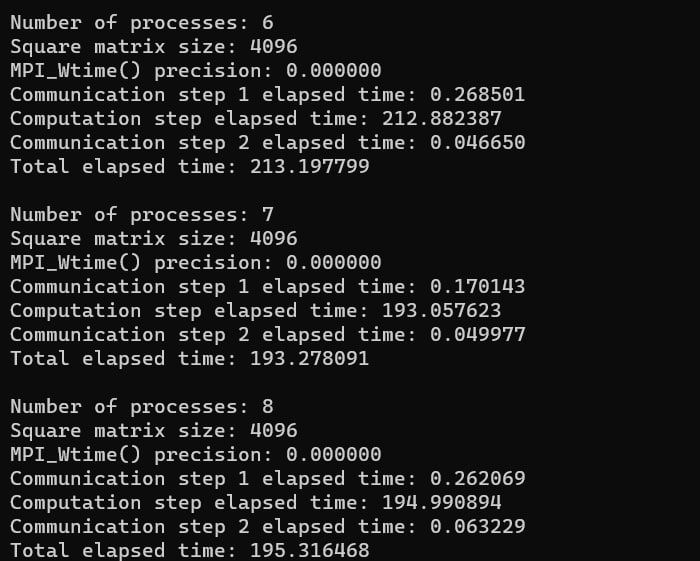 Number of processes: 6
Square matrix size: 4096
MPI_Wtime() precision: 0.000000
Communication step 1 elapsed time: 0.268501
Computation step elapsed time: 212.882387
Communication step 2 elapsed time: 0.046650
Total elapsed time: 213.197799
Number of processes: 7
Square matrix size: 4096
MPI_Wtime() precision: 0.000000
Communication step 1 elapsed time: 0.170143
Computation step elapsed time: 193.057623
Communication step 2 elapsed time: 0.049977
Total elapsed time: 193.278091
Number of processes: 8
Square matrix size: 4096
MPI_Wtime() precision: 0.000000
Communication step 1 elapsed time: 0.262069
Computation step elapsed time: 194.990894
Communication step 2 elapsed time: 0.063229
Total elapsed time: 195.316468